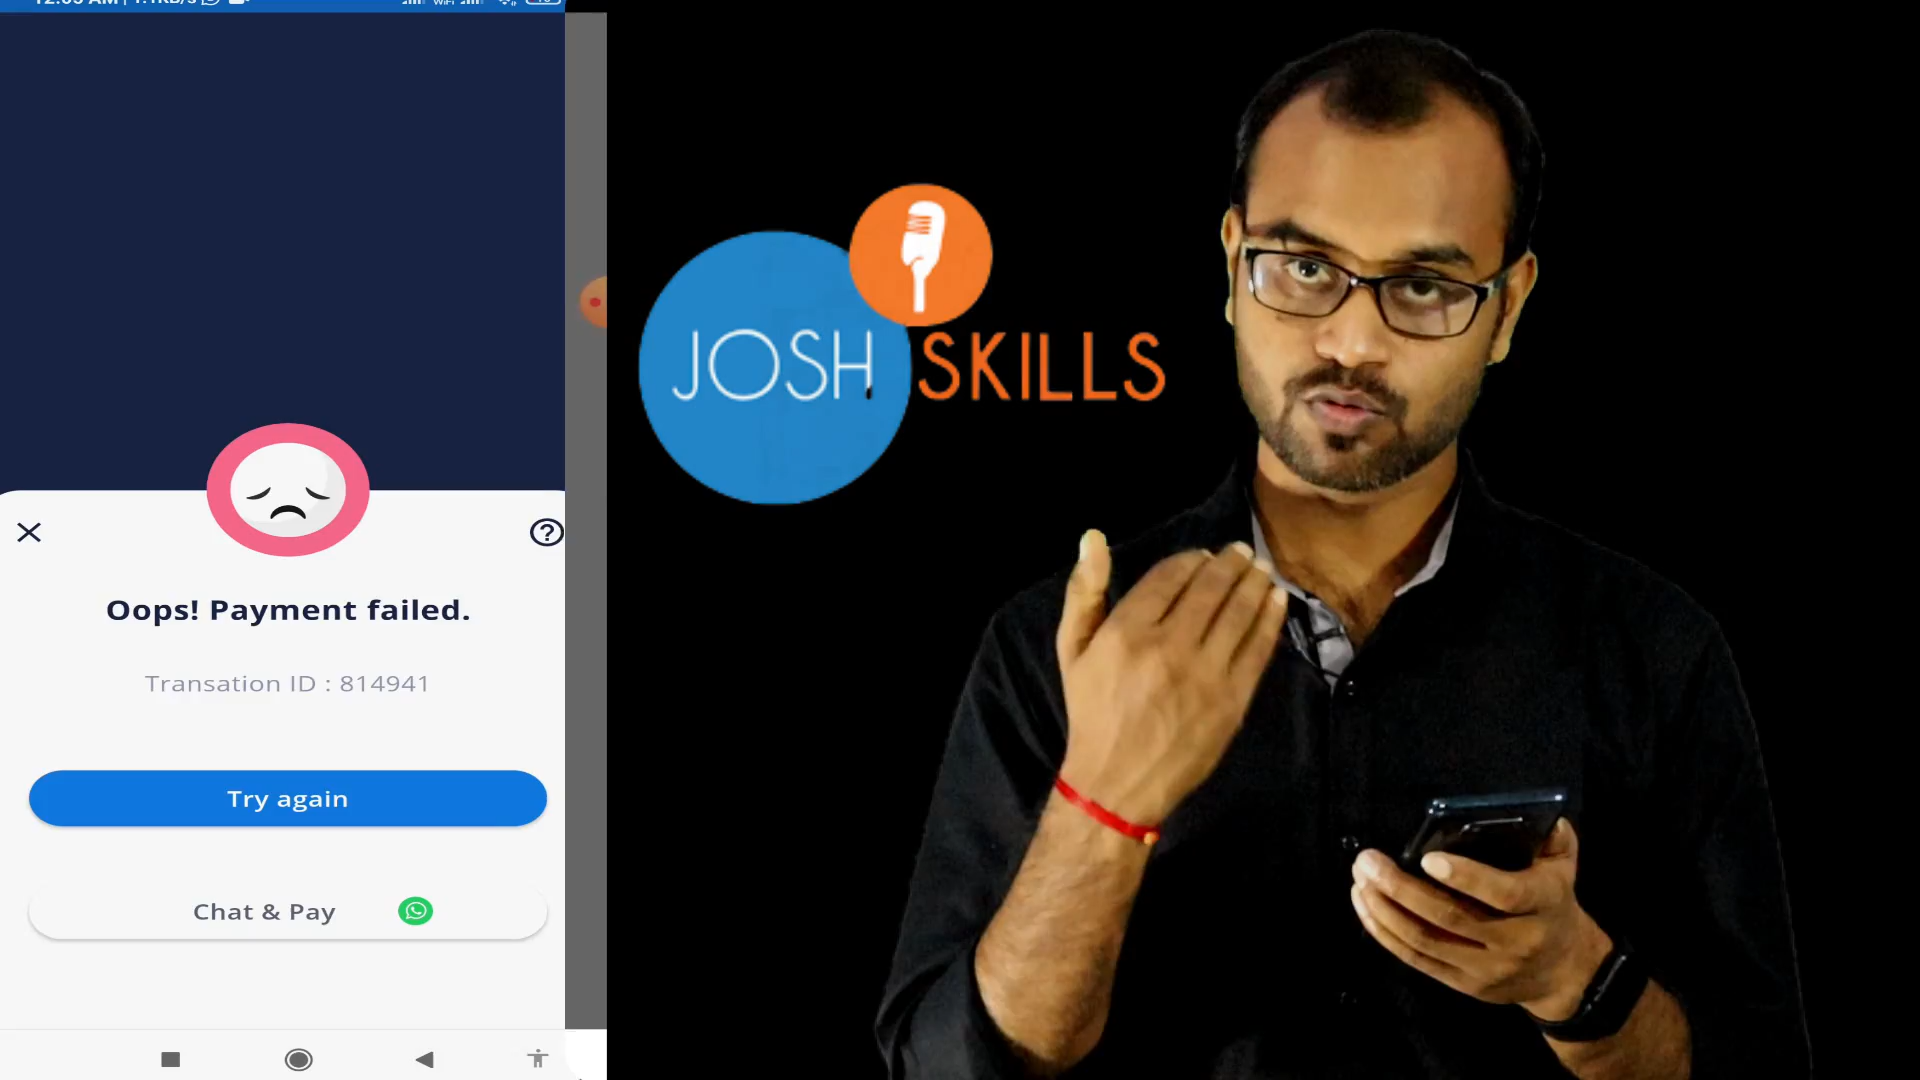 Oops! Payment failed.
Transation ID : 814941
Try again
Chat & Pay
JOSH SKILLS